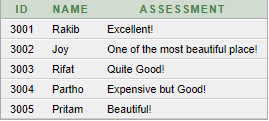 ID NAME ASSESSMENT
3001 Rakib Excellent!
3002 Joy One of the most beautiful place!
3003 Rifat Quite Good!
3004 Partho Expensive but Good!
3005 Pritam Beautiful!